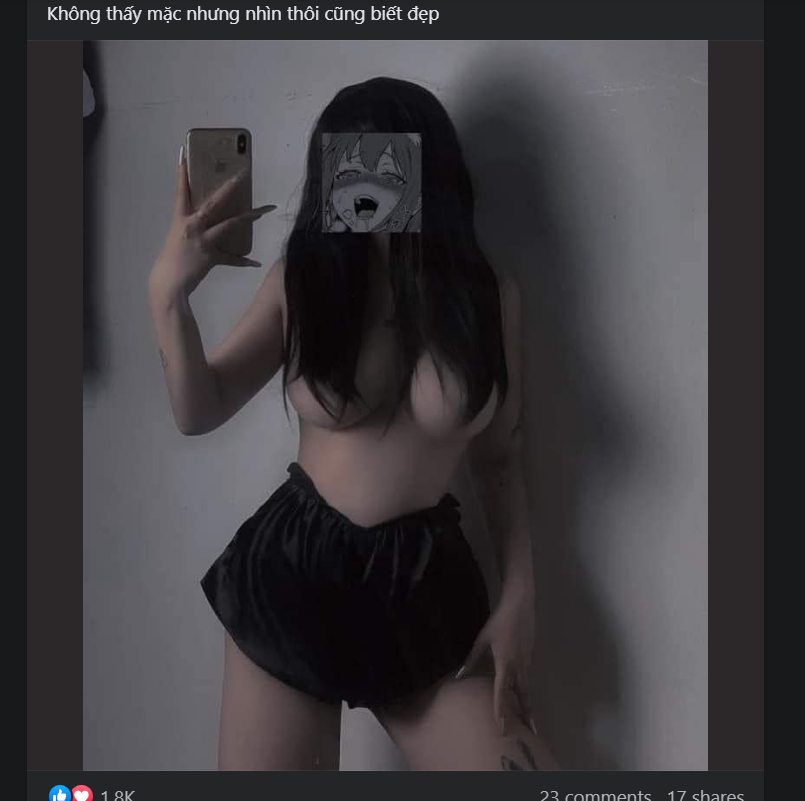 Không thấy mặc nhưng nhìn thôi cũng biết đẹp
1.8K
23 comments 17 shares